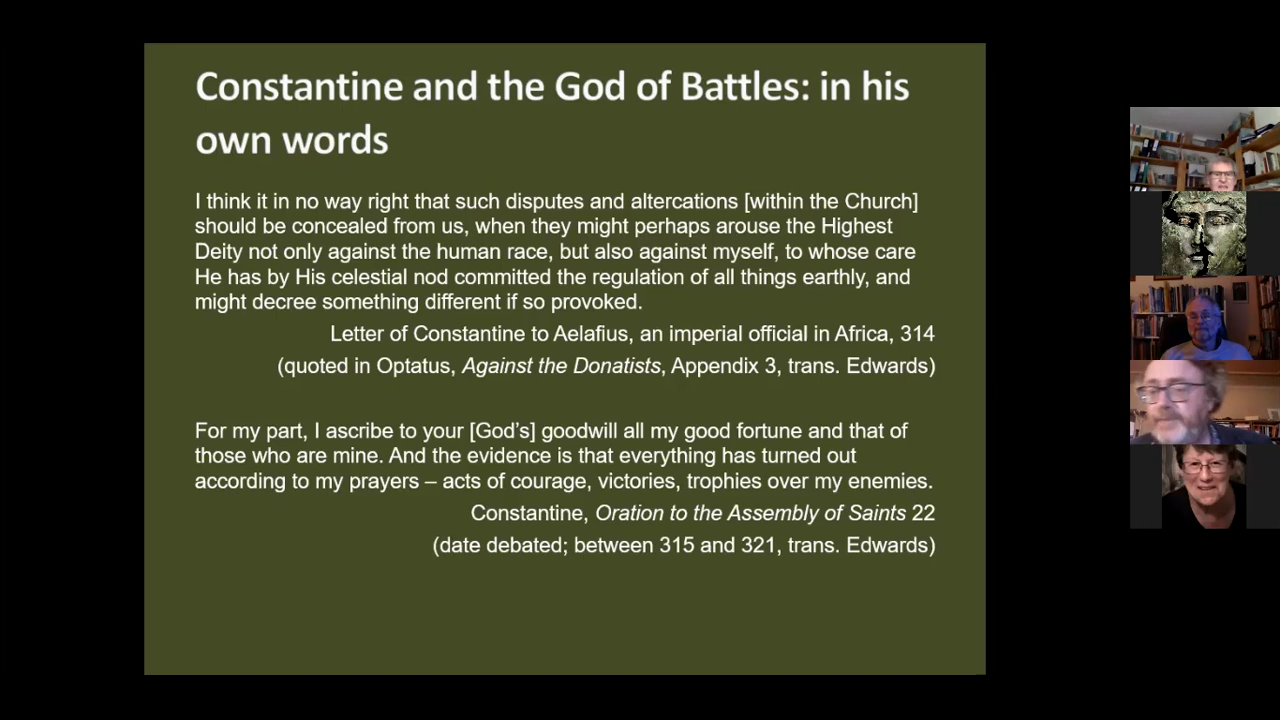 Constantine and the God of Battles: in his
own words
I think it in no way right that such disputes and altercations [within the Church]
should be concealed from us, when they might perhaps arouse the Highest
Deity not only against the human race, but also against myself, to whose care
He has by His celestial nod committed the regulation of all things earthly, and
might decree something different if so provoked.
Letter of Constantine to Aelafius, an imperial official in Africa, 314
(quoted in Optatus, Against the Donatists, Appendix 3, trans. Edwards)
For my part, I ascribe to your [God’s] goodwill all my good fortune and that of
those who are mine. And the evidence is that everything has turned out
according to my prayers – acts of courage, victories, trophies over my enemies.
Constantine, Oration to the Assembly of Saints 22
(date debated; between 315 and 321, trans. Edwards)